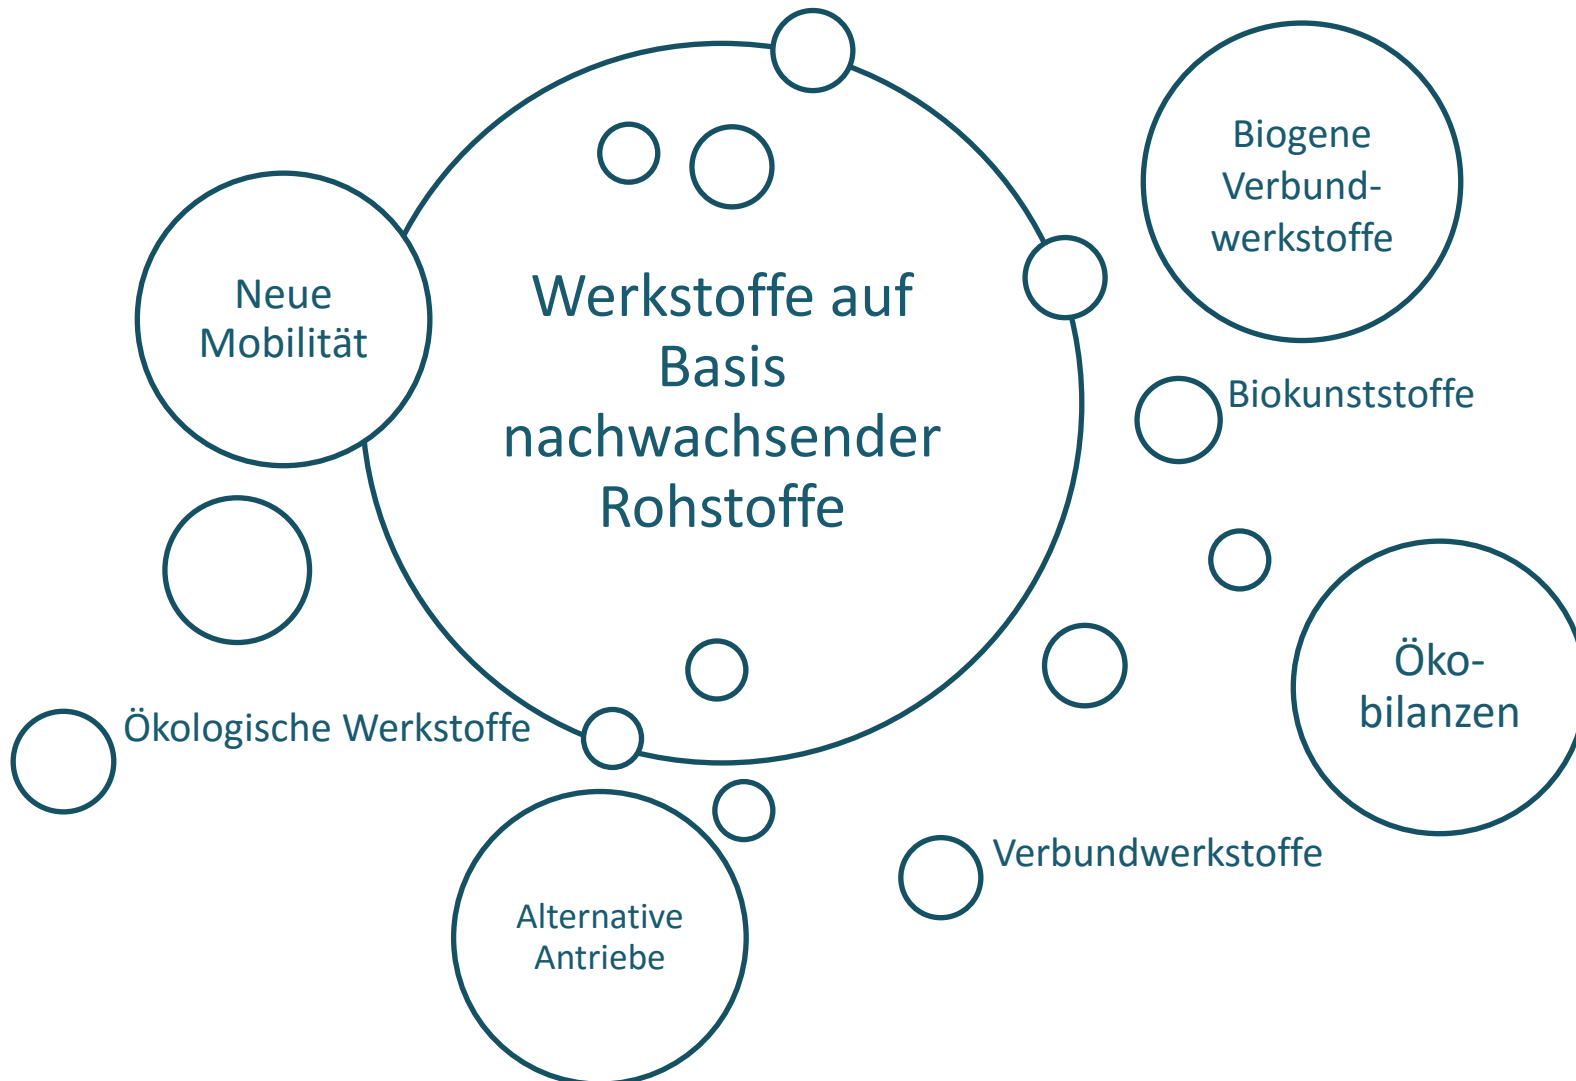 Biogene
Verbund-
werkstoffe
Neue
Mobilität
Werkstoffe auf
Basis
nachwachsender
Rohstoffe
Biokunststoffe
Öko-
bilanzen
Ökologische Werkstoffe
Verbundwerkstoffe
Alternative
Antriebe